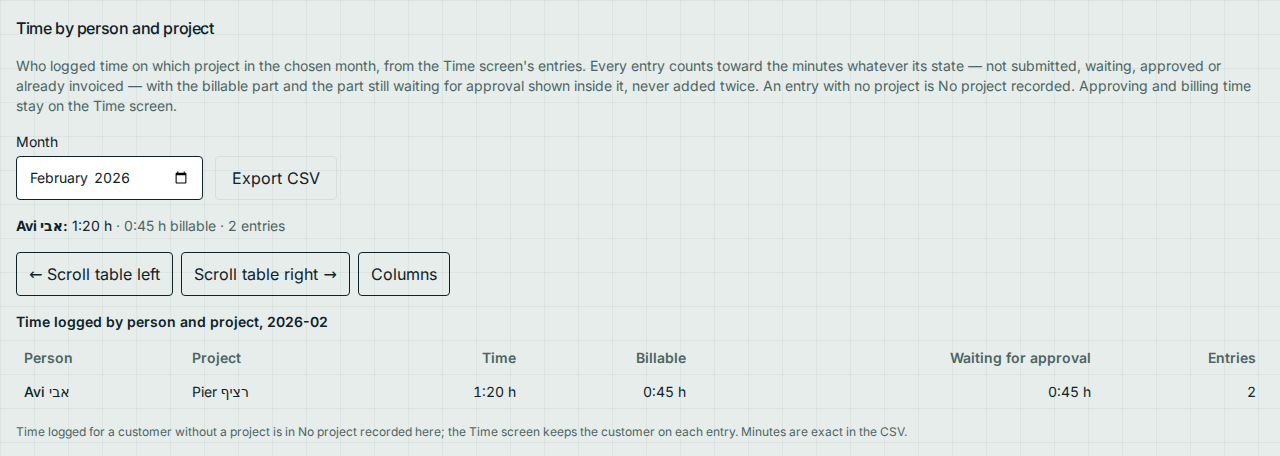 Time by person and project
Who logged time on which project in the chosen month, from the Time screen's entries. Every entry counts toward the minutes whatever its state — not submitted, waiting, approved or
already invoiced — with the billable part and the part still waiting for approval shown inside it, never added twice. An entry with no project is No project recorded. Approving and billing time
stay on the Time screen.
Month
February 2026
Export CSV
Avi אבי: 1:20 h · 0:45 h billable · 2 entries
← Scroll table left Scroll table right → Columns
Time logged by person and project, 2026-02
Person Project Time Billable Waiting for approval Entries
Avi אבי Pier רציף 1:20 h 0:45 h 0:45 h 2
Time logged for a customer without a project is in No project recorded here; the Time screen keeps the customer on each entry. Minutes are exact in the CSV.